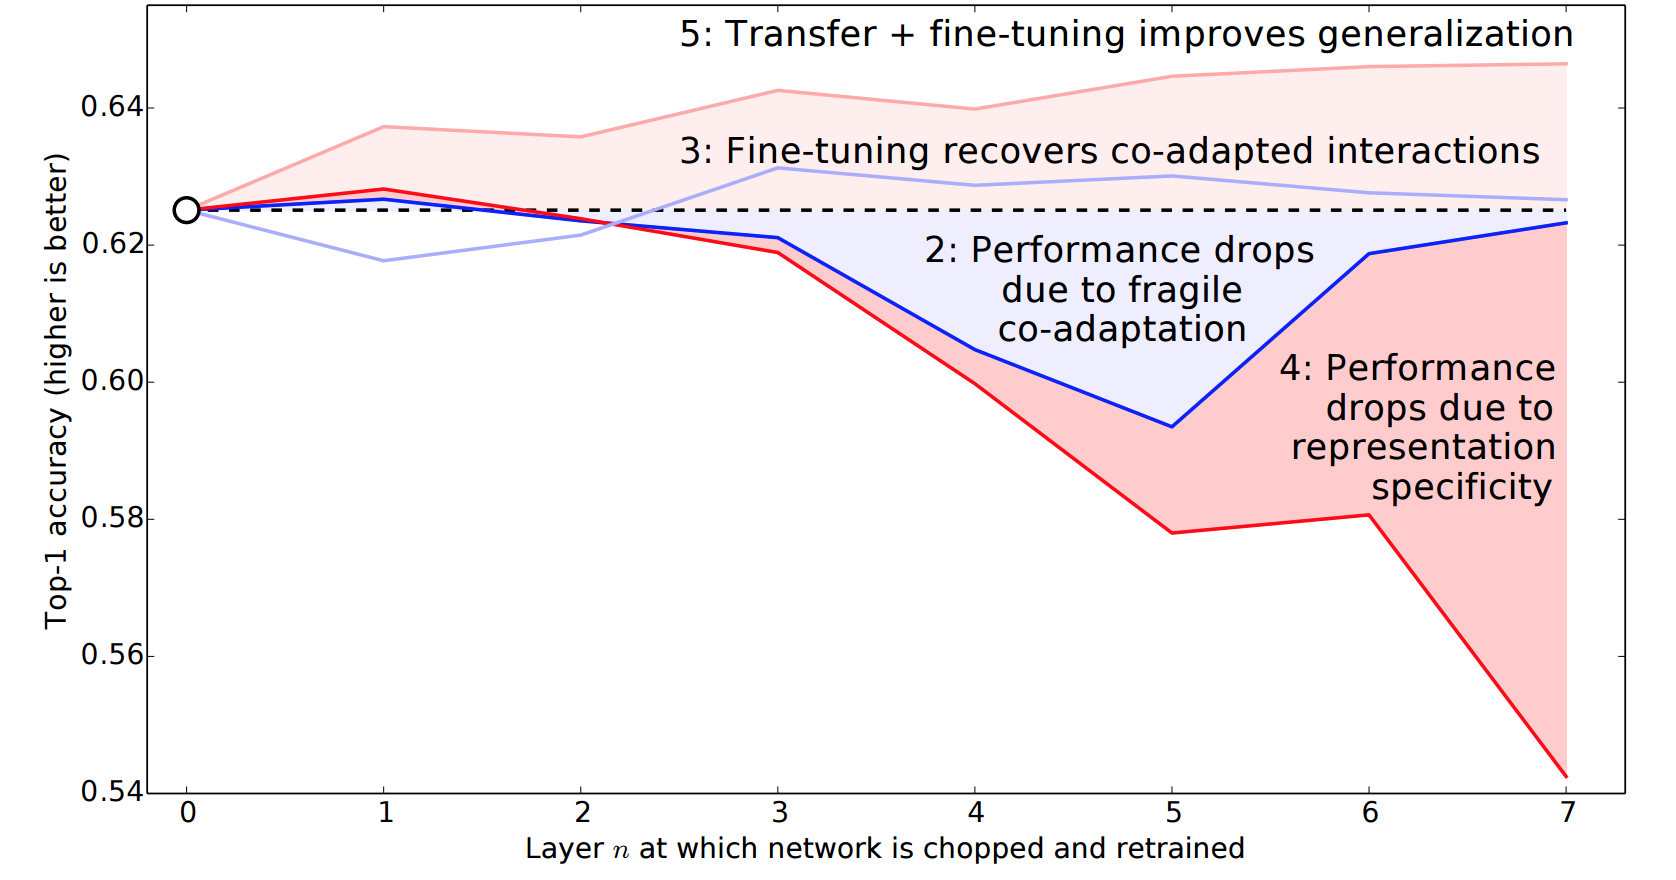 5: Transfer + fine-tuning improves generalization
0.64
3: Fine-tuning recovers co-adapted interactions
0.62
2: Performance drops
due to fragile
co-adaptation
0.60
4: Performance
drops due to
representation
specificity
0.58
0.56
0.54
Top-1 accuracy (higher is better)
0 1 2 3 4 5 6 7
Layer n at which network is chopped and retrained